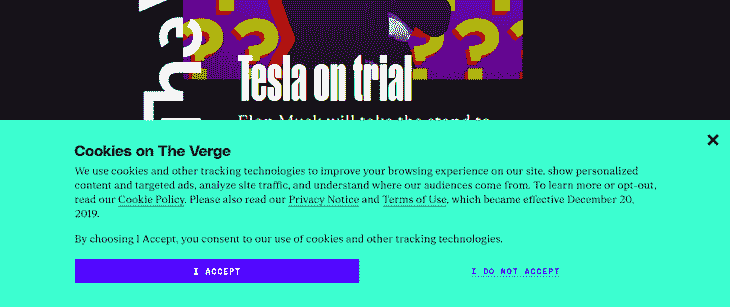 The
Tesla on trial
Elon Musk will take the stand to
Cookies on The Verge
We use cookies and other tracking technologies to improve your browsing experience on our site, show personalized
content and targeted ads, analyze site traffic, and understand where our audiences come from. To learn more or opt-out,
read our Cookie Policy. Please also read our Privacy Notice and Terms of Use, which became effective December 20,
2019.
By choosing I Accept, you consent to our use of cookies and other tracking technologies.
I ACCEPT
I DO NOT ACCEPT